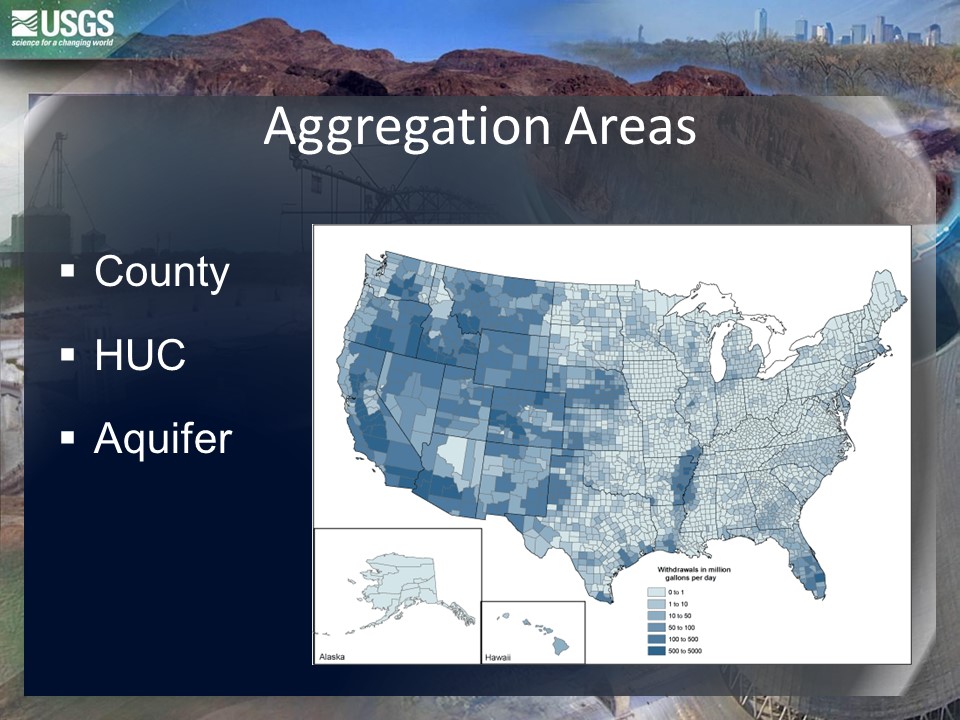 USGS
science for a changing world
Aggregation Areas
County
HUC
Aquifer
Withdrawals in million
gallons per day
0 to 1
1 to 10
10 to 50
50 to 100
100 to 500
500 to 5000
Alaska
Hawaii